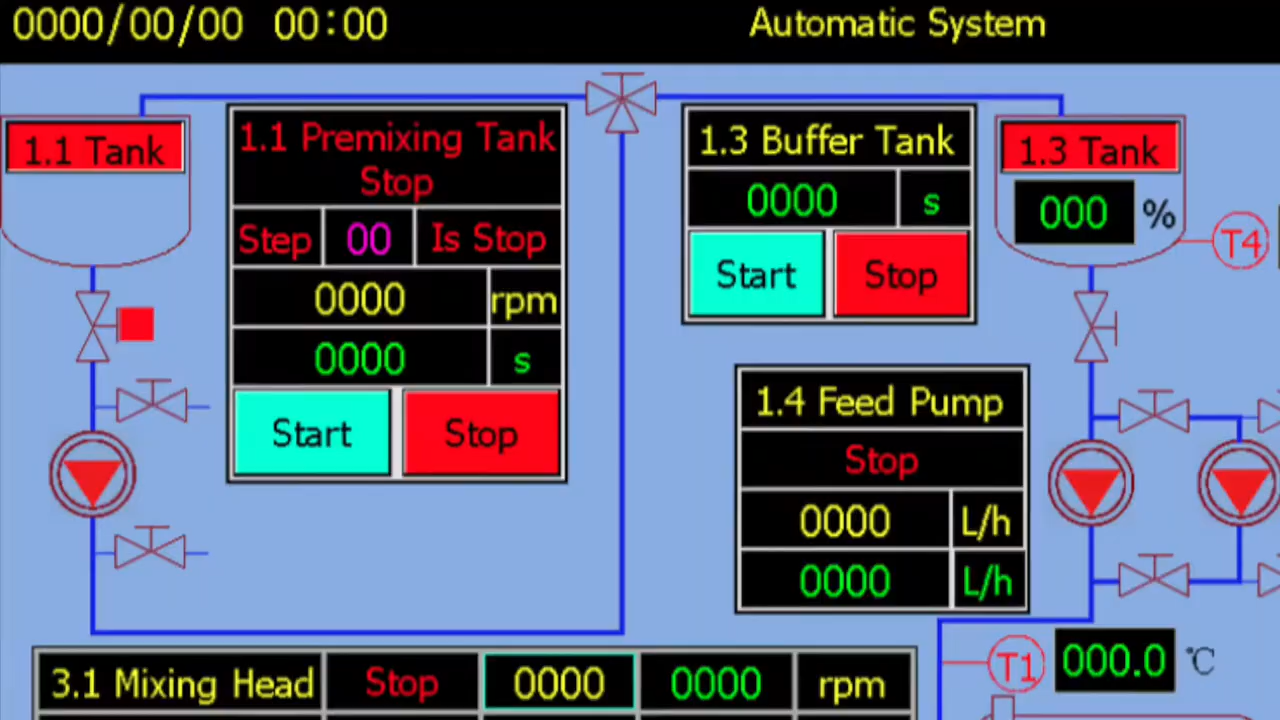 0000/00/00 00:00
Automatic System
1.1 Tank
1.1 Premixing Tank
Stop
Step 00 Is Stop
0000 rpm
0000 s
Start Stop
1.3 Buffer Tank
0000 s
Start Stop
1.3 Tank
000 %
T4
1.4 Feed Pump
Stop
0000 L/h
0000 L/h
T1 000.0 ℃
3.1 Mixing Head Stop 0000 0000 rpm